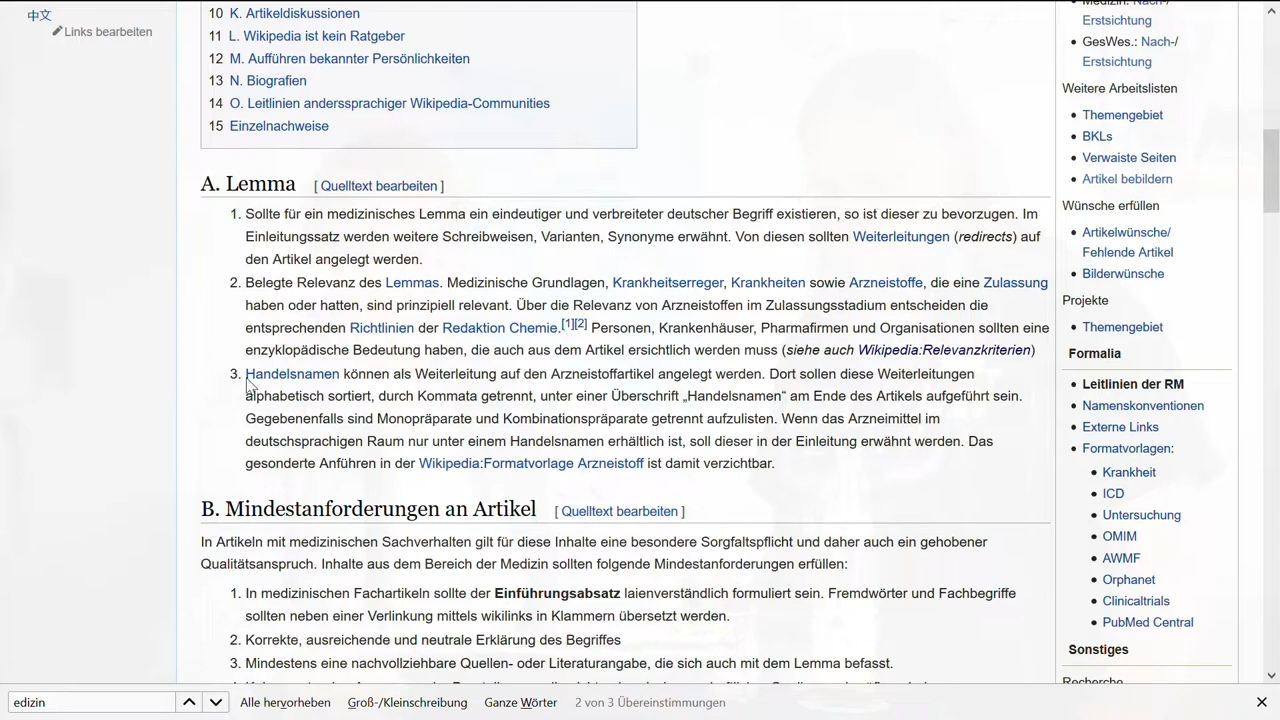 中文
Links bearbeiten
10 K. Artikeldiskussionen
11 L. Wikipedia ist kein Ratgeber
12 M. Aufführen bekannter Persönlichkeiten
13 N. Biografien
14 O. Leitlinien anderssprachiger Wikipedia-Communities
15 Einzelnachweise
A. Lemma [ Quelltext bearbeiten ]
1. Sollte für ein medizinisches Lemma ein eindeutiger und verbreiteter deutscher Begriff existieren, so ist dieser zu bevorzugen. Im
Einleitungssatz werden weitere Schreibweisen, Varianten, Synonyme erwähnt. Von diesen sollten Weiterleitungen (redirects) auf
den Artikel angelegt werden.
2. Belegte Relevanz des Lemmas. Medizinische Grundlagen, Krankheitserreger, Krankheiten sowie Arzneistoffe, die eine Zulassung
haben oder hatten, sind prinzipiell relevant. Über die Relevanz von Arzneistoffen im Zulassungsstadium entscheiden die
entsprechenden Richtlinien der Redaktion Chemie.[1][2] Personen, Krankenhäuser, Pharmafirmen und Organisationen sollten eine
enzyklopädische Bedeutung haben, die auch aus dem Artikel ersichtlich werden muss (siehe auch Wikipedia:Relevanzkriterien)
3. Handelsnamen können als Weiterleitung auf den Arzneistoffartikel angelegt werden. Dort sollen diese Weiterleitungen
alphabetisch sortiert, durch Kommata getrennt, unter einer Überschrift „Handelsnamen“ am Ende des Artikels aufgeführt sein.
Gegebenenfalls sind Monopräparate und Kombinationspräparate getrennt aufzulisten. Wenn das Arzneimittel im
deutschsprachigen Raum nur unter einem Handelsnamen erhältlich ist, soll dieser in der Einleitung erwähnt werden. Das
gesonderte Anführen in der Wikipedia:Formatvorlage Arzneistoff ist damit verzichtbar.
B. Mindestanforderungen an Artikel [ Quelltext bearbeiten ]
In Artikeln mit medizinischen Sachverhalten gilt für diese Inhalte eine besondere Sorgfaltspflicht und daher auch ein gehobener
Qualitätsanspruch. Inhalte aus dem Bereich der Medizin sollten folgende Mindestanforderungen erfüllen:
1. In medizinischen Fachartikeln sollte der Einführungsabsatz laienverständlich formuliert sein. Fremdwörter und Fachbegriffe
sollten neben einer Verlinkung mittels wikilinks in Klammern übersetzt werden.
2. Korrekte, ausreichende und neutrale Erklärung des Begriffes
3. Mindestens eine nachvollziehbare Quellen- oder Literaturangabe, die sich auch mit dem Lemma befasst.
Medizin: Nach-/
Erstsichtung
GesWes.: Nach-/
Erstsichtung
Weitere Arbeitslisten
Themengebiet
BKLs
Verwaiste Seiten
Artikel bebildern
Wünsche erfüllen
Artikelwünsche/
Fehlende Artikel
Bilderwünsche
Projekte
Themengebiet
Formalia
Leitlinien der RM
Namenskonventionen
Externe Links
Formatvorlagen:
Krankheit
ICD
Untersuchung
OMIM
AWMF
Orphanet
Clinicaltrials
PubMed Central
Sonstiges
Recherche
edizin
Alle hervorheben
Groß-/Kleinschreibung
Ganze Wörter
2 von 3 Übereinstimmungen